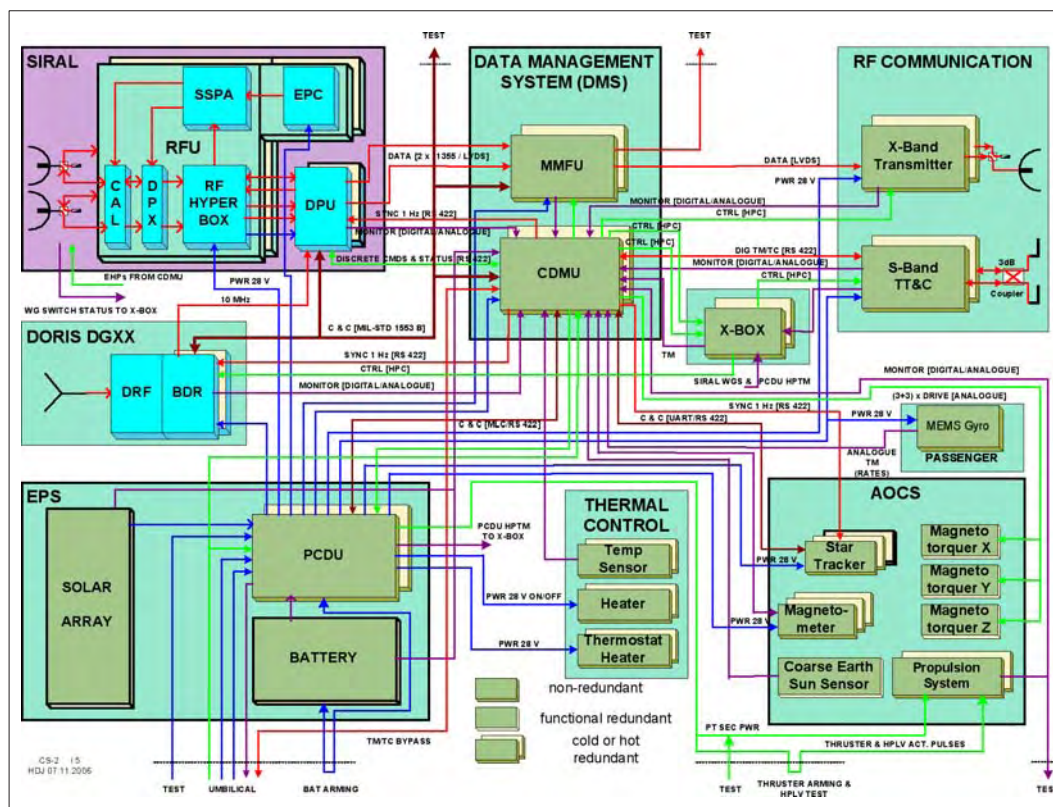 TEST
TEST
SIRAL
SSPA
EPC
RFU
CAL
DPX
RF
HYPER
BOX
DPU
EHPs FROM CDMU
WG SWITCH STATUS TO X-BOX
PWR 28 V
10 MHz
DATA MANAGEMENT
SYSTEM (DMS)
MMFU
CDMU
DATA [2 x 1355 / LVDS]
SYNC 1 Hz [RS 422]
MONITOR [DIGITAL/ANALOGUE]
DISCRETE CMDS & STATUS [RS 422]
RF COMMUNICATION
X-Band
Transmitter
DATA [LVDS]
PWR 28 V
MONITOR [DIGITAL/ANALOGUE]
CTRL [HPC]
CTRL [HPC]
CTRL [HPC]
DIG TM/TC [RS 422]
MONITOR [DIGITAL/ANALOGUE]
CTRL [HPC]
S-Band
TT&C
3dB
Coupler
X-BOX
TM
SIRAL WGS & PCDU HPTM
DORIS DGXX
DRF
BDR
C & C [MIL-STD 1553 B]
SYNC 1 Hz [RS 422]
CTRL [HPC]
MONITOR [DIGITAL/ANALOGUE]
MONITOR [DIGITAL/ANALOGUE]
(3+3) x DRIVE [ANALOGUE]
SYNC 1 Hz [RS 422]
C & C [MLC/RS 422]
C & C [UART/RS 422]
PWR 28 V
MEMS Gyro
PASSENGER
ANALOGUE
TM
(RATES)
EPS
SOLAR
ARRAY
PCDU
BATTERY
PCDU HPTM
TO X-BOX
PWR 28 V ON/OFF
PWR 28 V
THERMAL
CONTROL
Temp
Sensor
Heater
Thermostat
Heater
AOCS
Star
Tracker
PWR 28 V
Magneto-
meter
PWR 28 V
Coarse Earth
Sun Sensor
Magneto
torquer X
Magneto
torquer Y
Magneto
torquer Z
Propulsion
System
non-redundant
functional redundant
cold or hot
redundant
TM/TC BYPASS
PT SEC PWR
THRUSTER & HPLV ACT. PULSES
CS-2 I5
HDJ 07.11.2006
TEST
UMBILICAL
BAT ARMING
TEST
THRUSTER ARMING &
HPLV TEST
TEST